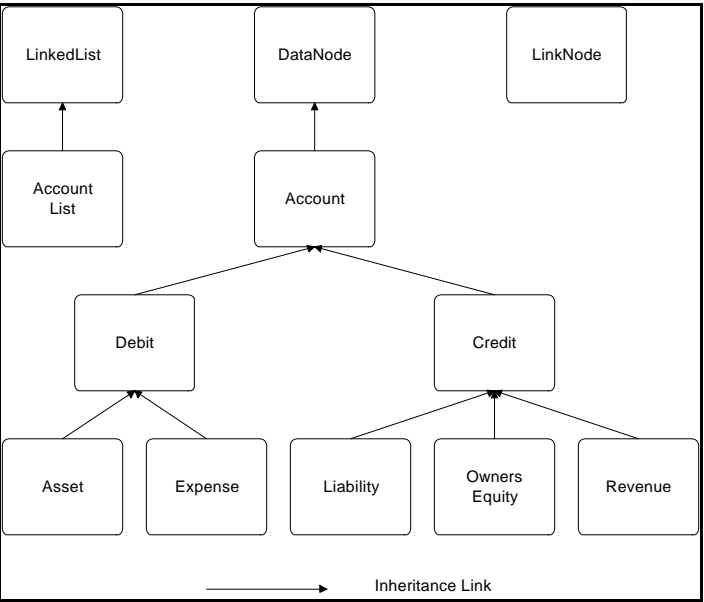 LinkedList
DataNode
LinkNode
Account
List
Account
Debit
Credit
Asset
Expense
Liability
Owners
Equity
Revenue
Inheritance Link